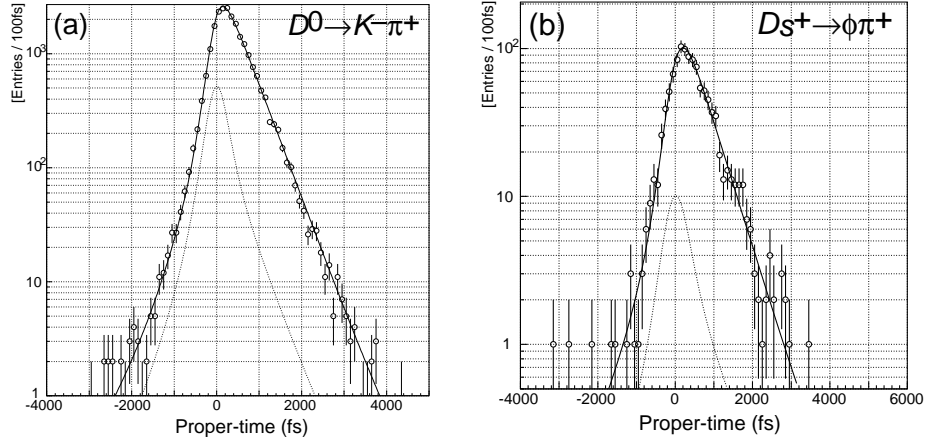 (a) D⁰→K⁻π⁺
[Entries / 100fs]
10³
10²
10
1
-4000 -2000 0 2000 4000
Proper-time (fs)
(b) Ds⁺→φπ⁺
[Entries / 100fs]
10²
10
1
-4000 -2000 0 2000 4000 6000
Proper-time (fs)